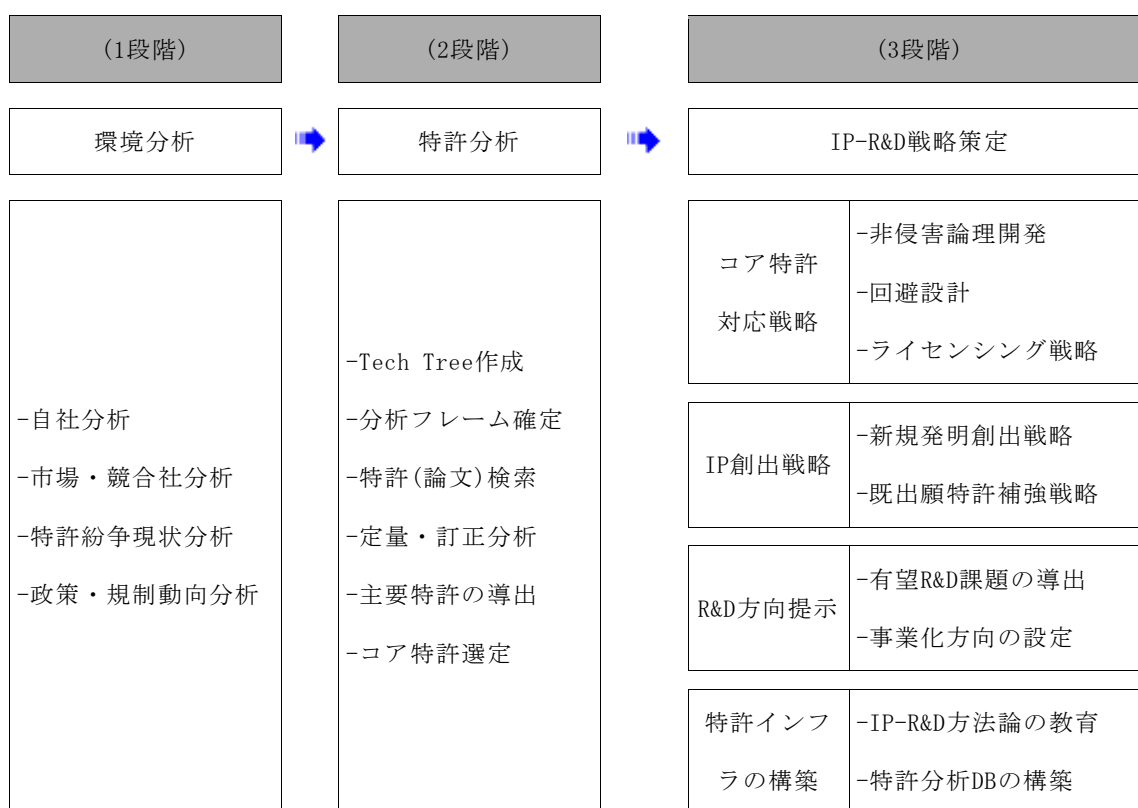 (1段階)
(2段階)
(3段階)
環境分析
特許分析
IP-R&D戦略策定
-自社分析
-市場・競合社分析
-特許紛争現状分析
-政策・規制動向分析
-Tech Tree作成
-分析フレーム確定
-特許(論文)検索
-定量・訂正分析
-主要特許の導出
-コア特許選定
コア特許
対応戦略
-非侵害論理開発
-回避設計
-ライセンシング戦略
IP創出戦略
-新規発明創出戦略
-既出願特許補強戦略
R&D方向提示
-有望R&D課題の導出
-事業化方向の設定
特許インフ
ラの構築
-IP-R&D方法論の教育
-特許分析DBの構築